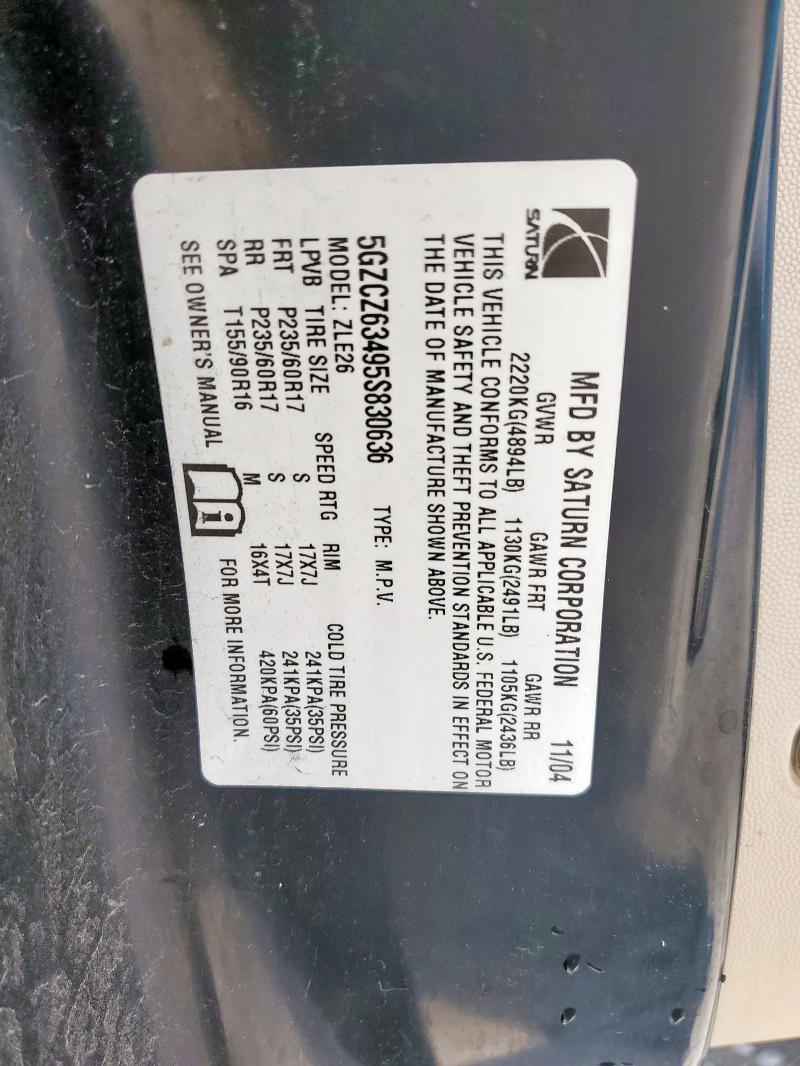 SATURN
MFD BY SATURN CORPORATION 11/04
GVWR GAWR FRT GAWR RR
2220KG(4894LB) 1130KG(2491LB) 1105KG(2436LB)
THIS VEHICLE CONFORMS TO ALL APPLICABLE U.S. FEDERAL MOTOR
VEHICLE SAFETY AND THEFT PREVENTION STANDARDS IN EFFECT ON
THE DATE OF MANUFACTURE SHOWN ABOVE.
5GZCZ63495S830636 TYPE: M.P.V.
MODEL: ZLE26
LPVB TIRE SIZE SPEED RTG RIM COLD TIRE PRESSURE
FRT P235/60R17 S 17X7J 241KPA(35PSI)
RR P235/60R17 S 17X7J 241KPA(35PSI)
SPA T155/90R16 M 16X4T 420KPA(60PSI)
SEE OWNER'S MANUAL i FOR MORE INFORMATION.